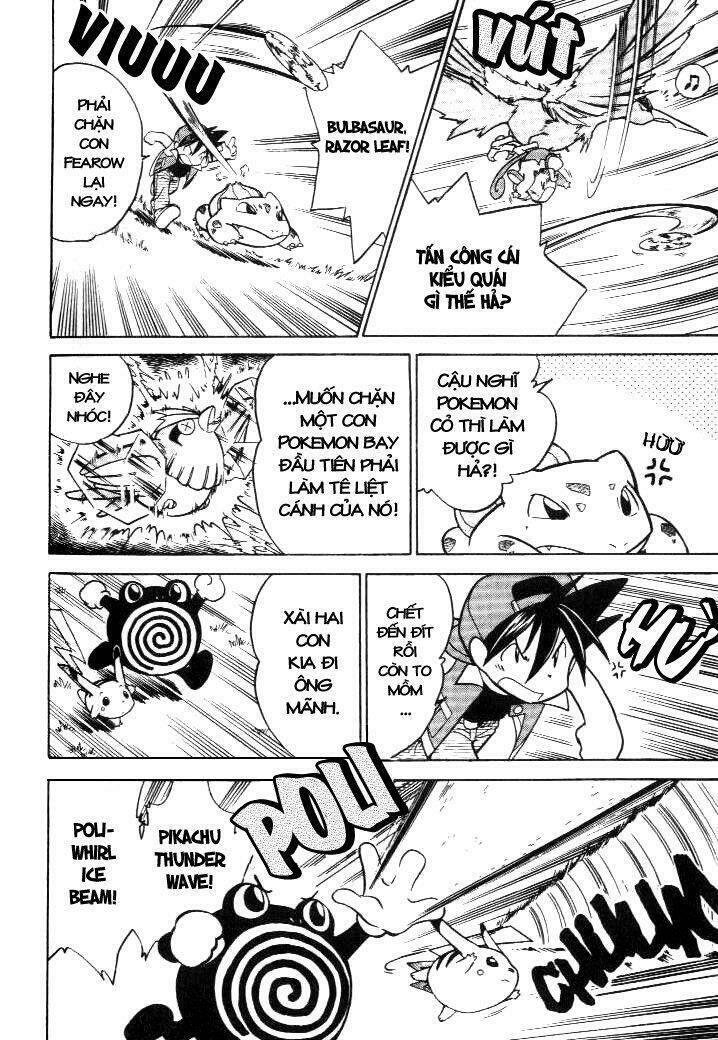 VÚT
TẤN CÔNG CÁI
KIỂU QUÁI
GÌ THẾ HẢ?
BULBASAUR,
RAZOR LEAF!
VIUUU
PHẢI
CHẶN
CON
FEAROW
LẠI
NGAY!
CẬU NGHĨ
POKEMON
CỎ THÌ LÀM
ĐƯỢC GÌ
HẢ?!
HỪỪ
...MUỐN CHẶN
MỘT CON
POKEMON BAY
ĐẦU TIÊN PHẢI
LÀM TÊ LIỆT
CÁNH CỦA NÓ!
NGHE
ĐÂY
NHÓC!
HỪ
CHẾT
ĐẾN ĐÍT
RỒI
CÒN TO
MỒM
...
XÀI HAI
CON
KIA ĐI
ÔNG
MÃNH.
POLI
PIKACHU
THUNDER
WAVE!
POLI-
WHIRL
ICE
BEAM!